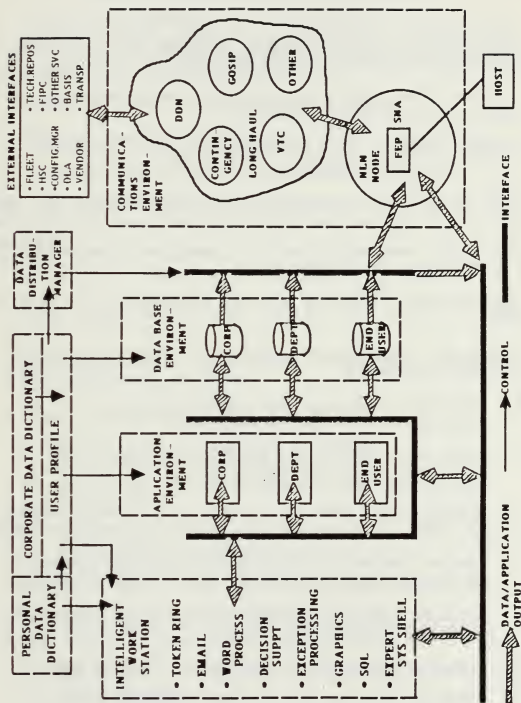 EXTERNAL INTERFACES
• FLEET
• HSC
• CONFIG MGR
• DLA
• VENDOR
• TECH REPOS
• FIPC
• OTHER SVC
• BASIS
• TRANSP.
COMMUNICA-
TIONS
ENVIRON-
MENT
DDN
GOSIP
CONTIN
GENCY
OTHER
LONG HAUL
VTC
NLN
NODE
SNA
FEP
HOST
DATA
DISTRIBU-
TION
MANAGER
CORPORATE DATA DICTIONARY
USER PROFILE
PERSONAL
DATA
DICTIONARY
DATA BASE
ENVIRON-
MENT
CORP
DEPT
END
USER
APLICATION
ENVIRON-
MENT
CORP
DEPT
END
USER
INTELLIGENT
WORK
STATION
• TOKEN RING
• EMAIL
• WORD
PROCESS
• DECISION
SUPPT
• EXCEPTION
PROCESSING
• GRAPHICS
• SQL
• EXPERT
SYS SHELL
DATA/APPLICATION
OUTPUT
CONTROL
INTERFACE